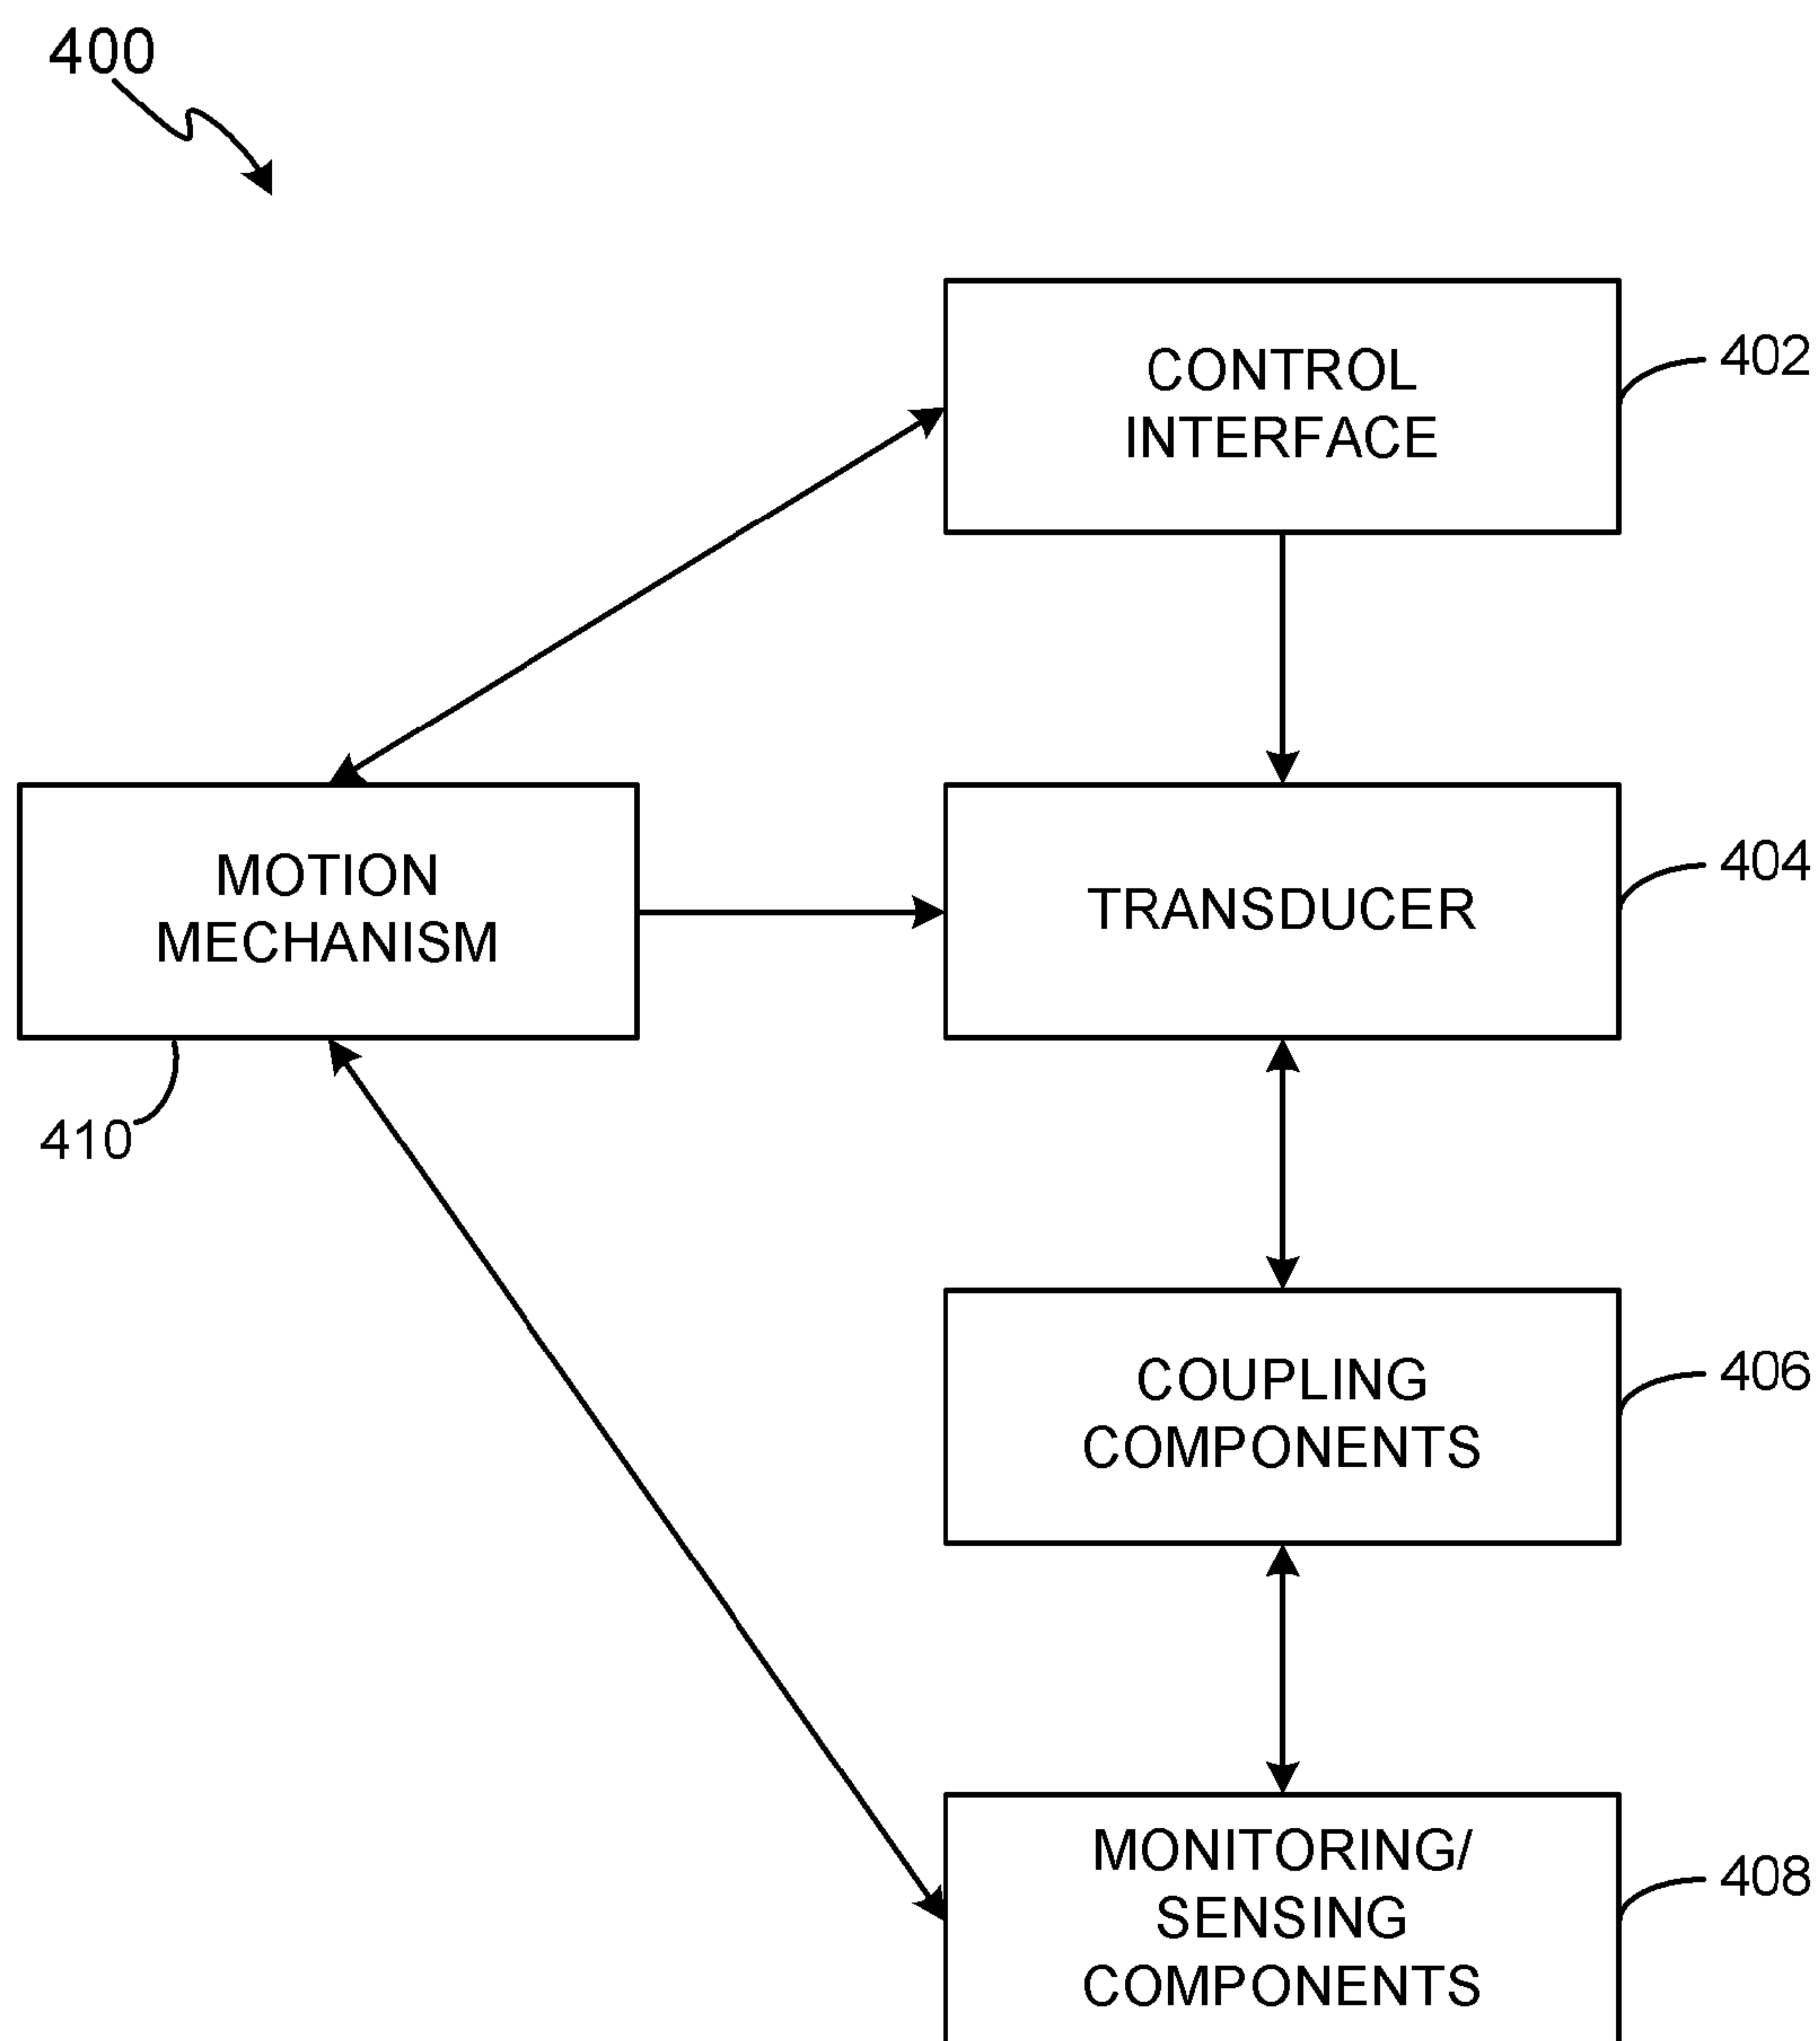 400
CONTROL
INTERFACE
402
MOTION
MECHANISM
410
TRANSDUCER
404
COUPLING
COMPONENTS
406
MONITORING/
SENSING
COMPONENTS
408